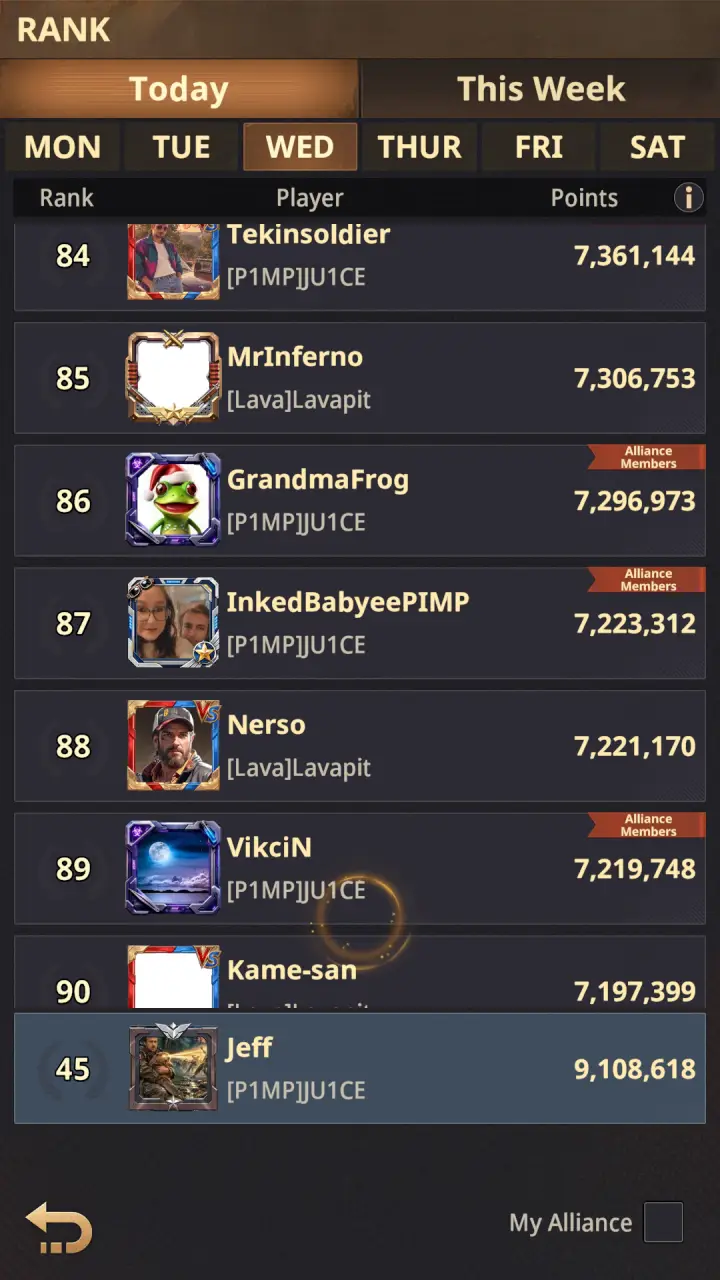 RANK
Today
This Week
MON TUE WED THUR FRI SAT
Rank Player Points
84 Tekinsoldier 7,361,144
[P1MP]JU1CE
85 MrInferno 7,306,753
[Lava]Lavapit
Alliance
Members
86 GrandmaFrog 7,296,973
[P1MP]JU1CE
Alliance
Members
87 InkedBabyeePIMP 7,223,312
[P1MP]JU1CE
VS
88 Nerso 7,221,170
[Lava]Lavapit
Alliance
Members
89 VikciN 7,219,748
[P1MP]JU1CE
VS
90 Kame-san 7,197,399
45 Jeff 9,108,618
[P1MP]JU1CE
My Alliance